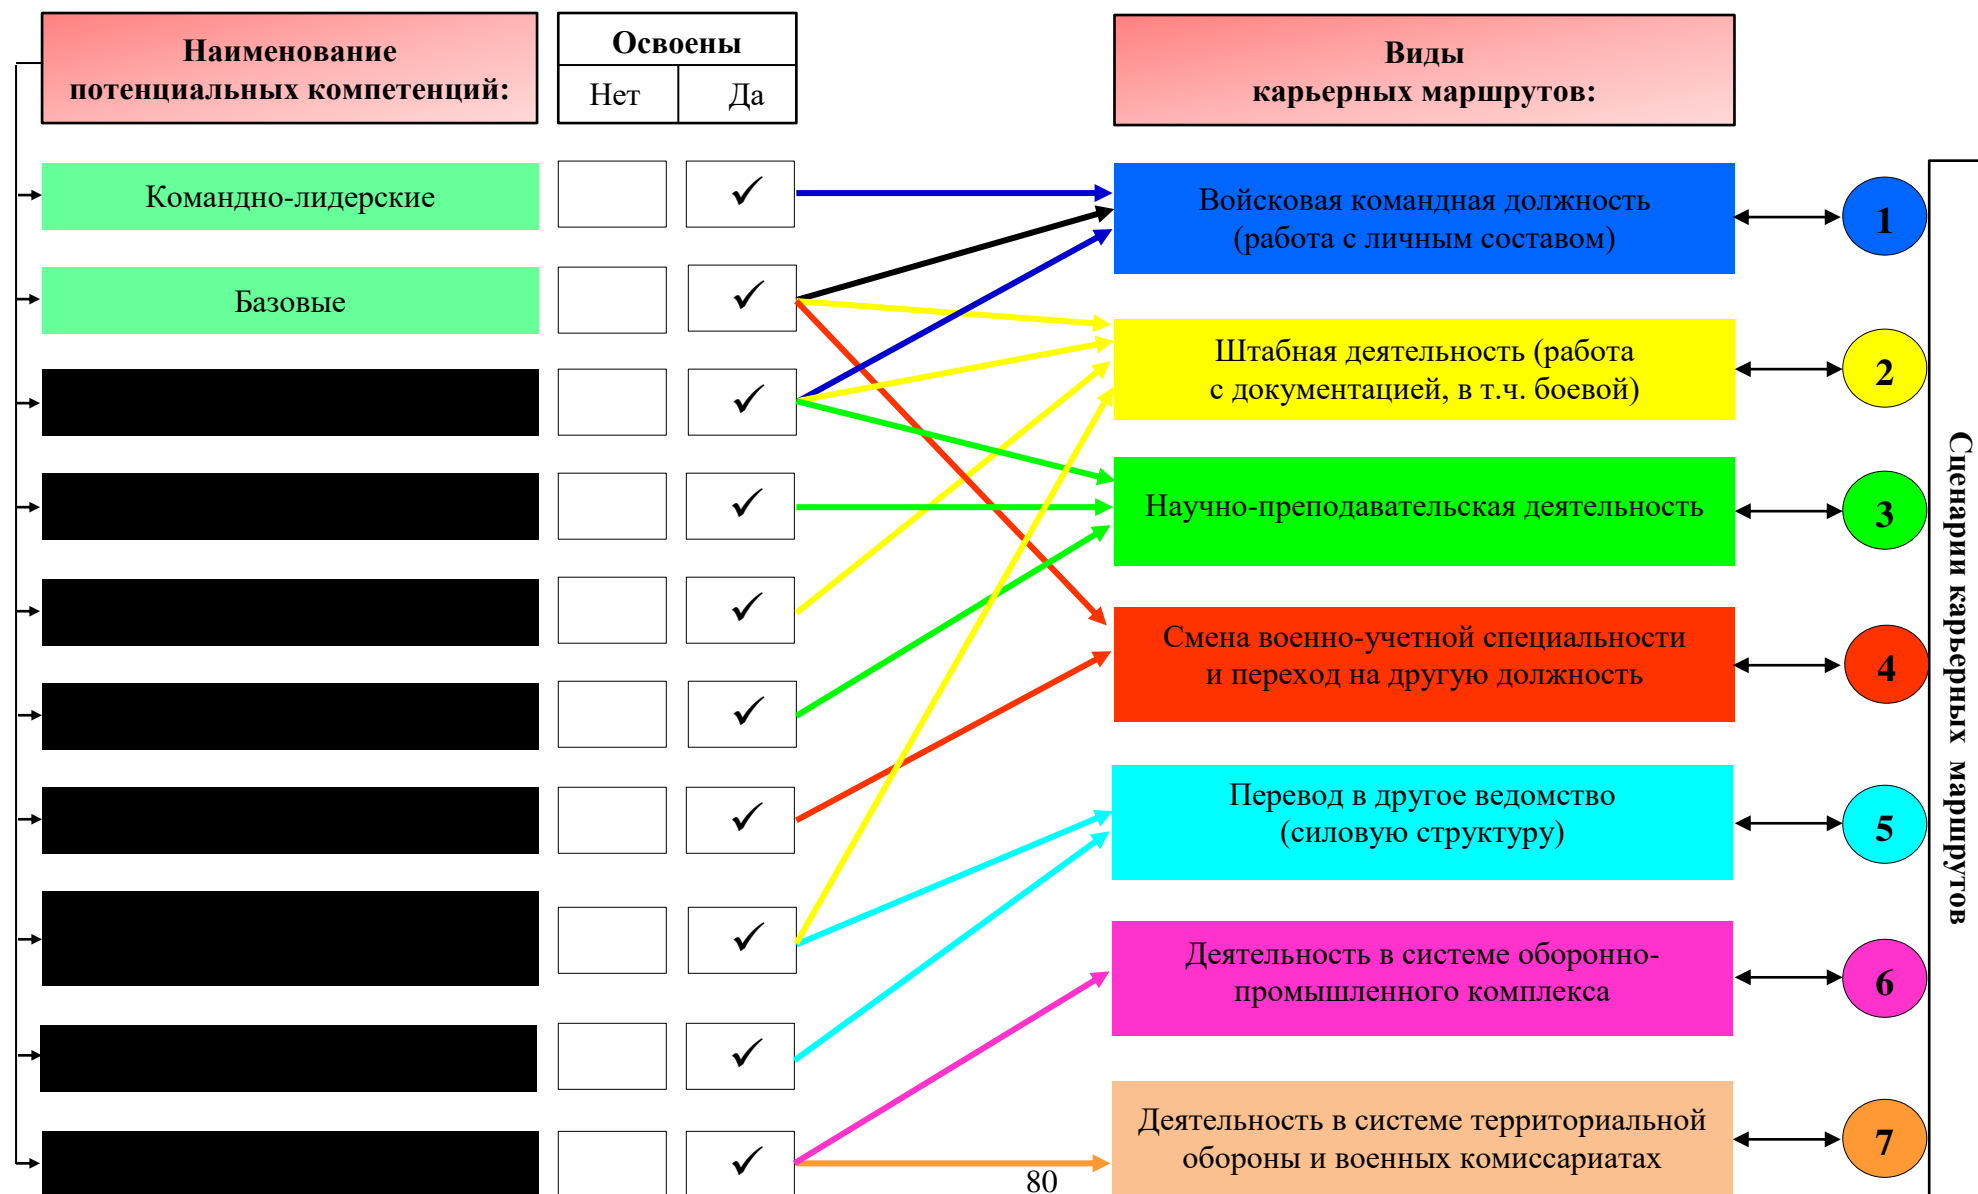 Наименование
потенциальных компетенций:
Освоены
Нет Да
Виды
карьерных маршрутов:
Командно-лидерские
Базовые
Войсковая командная должность
(работа с личным составом)
1
Штабная деятельность (работа
с документацией, в т.ч. боевой)
2
Научно-преподавательская деятельность
3
Смена военно-учетной специальности
и переход на другую должность
4
Перевод в другое ведомство
(силовую структуру)
5
Деятельность в системе оборонно-
промышленного комплекса
6
Деятельность в системе территориальной
обороны и военных комиссариатах
7
Сценарии карьерных маршрутов
80